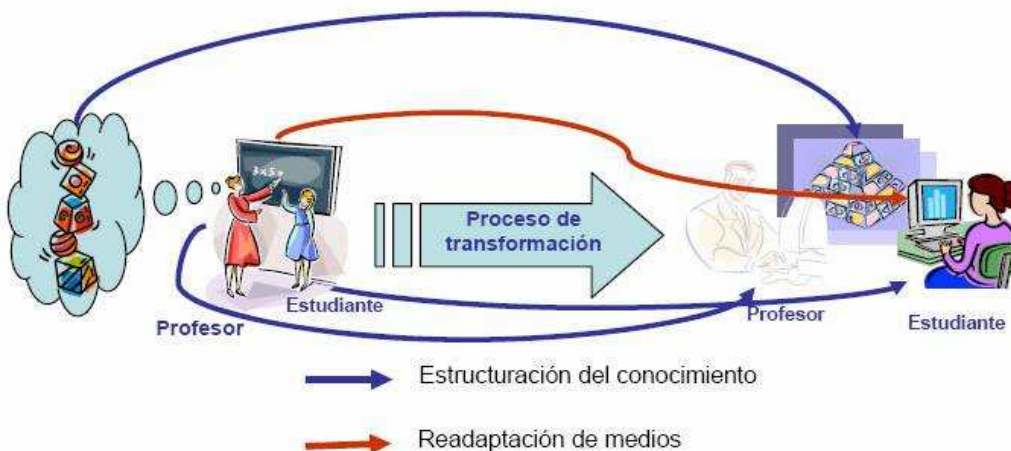 Proceso de
transformación
Profesor
Estudiante
Profesor
Estudiante
Estructuración del conocimiento
Readaptación de medios